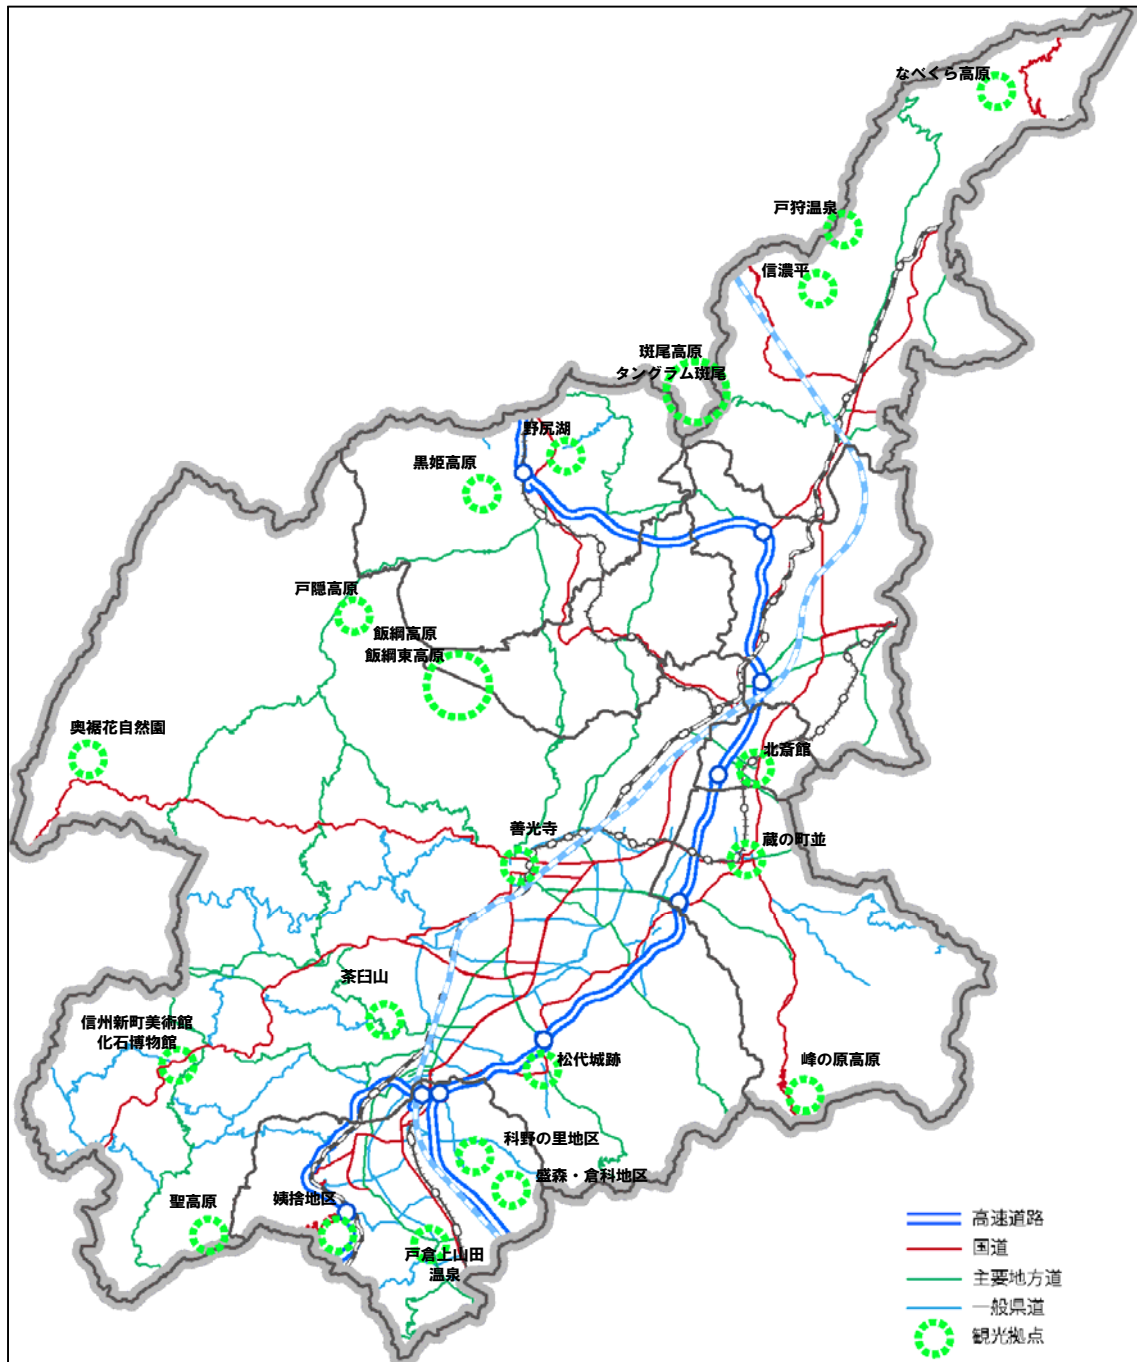 なべくら高原
戸狩温泉
信濃平
斑尾高原
タングラム斑尾
野尻湖
黒姫高原
戸隠高原
飯綱高原
飯綱東高原
奥裾花自然園
北斎館
善光寺
蔵の町並
茶臼山
信州新町美術館
化石博物館
松代城跡
峰の原高原
科野の里地区
盛森・倉科地区
聖高原
姨捨地区
戸倉上山田
温泉
高速道路
国道
主要地方道
一般県道
観光拠点